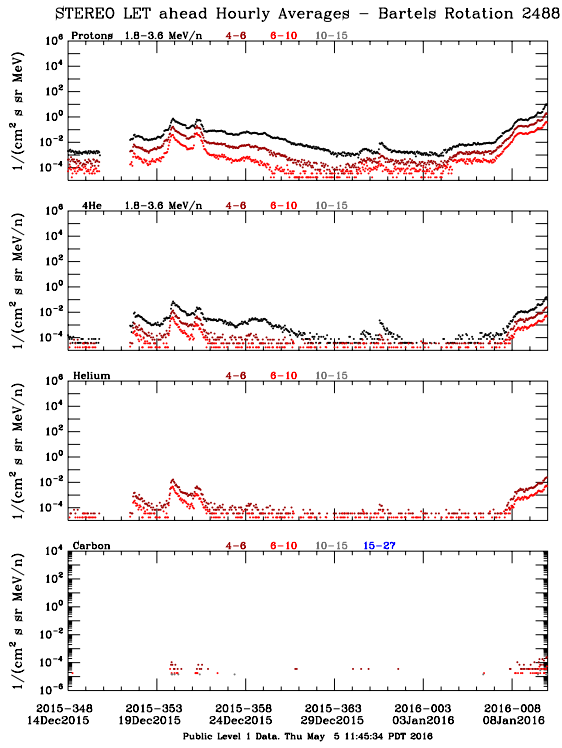 STEREO LET ahead Hourly Averages − Bartels Rotation 2488
Protons 1.8−3.6 MeV/n 4−6 6−10 10−15
10^6
10^4
10^2
10^0
10^−2
10^−4
1/(cm^2 s sr MeV)
4He 1.8−3.6 MeV/n 4−6 6−10 10−15
10^6
10^4
10^2
10^0
10^−2
10^−4
1/(cm^2 s sr MeV/n)
Helium 4−6 6−10 10−15
10^6
10^4
10^2
10^0
10^−2
10^−4
1/(cm^2 s sr MeV/n)
Carbon 4−6 6−10 10−15 15−27
10^4
10^2
10^0
10^−2
10^−4
10^−6
1/(cm^2 s sr MeV/n)
2015−348 2015−353 2015−358 2015−363 2016−003 2016−008
14Dec2015 19Dec2015 24Dec2015 29Dec2015 03Jan2016 08Jan2016
Public Level 1 Data. Thu May 5 11:45:34 PDT 2016